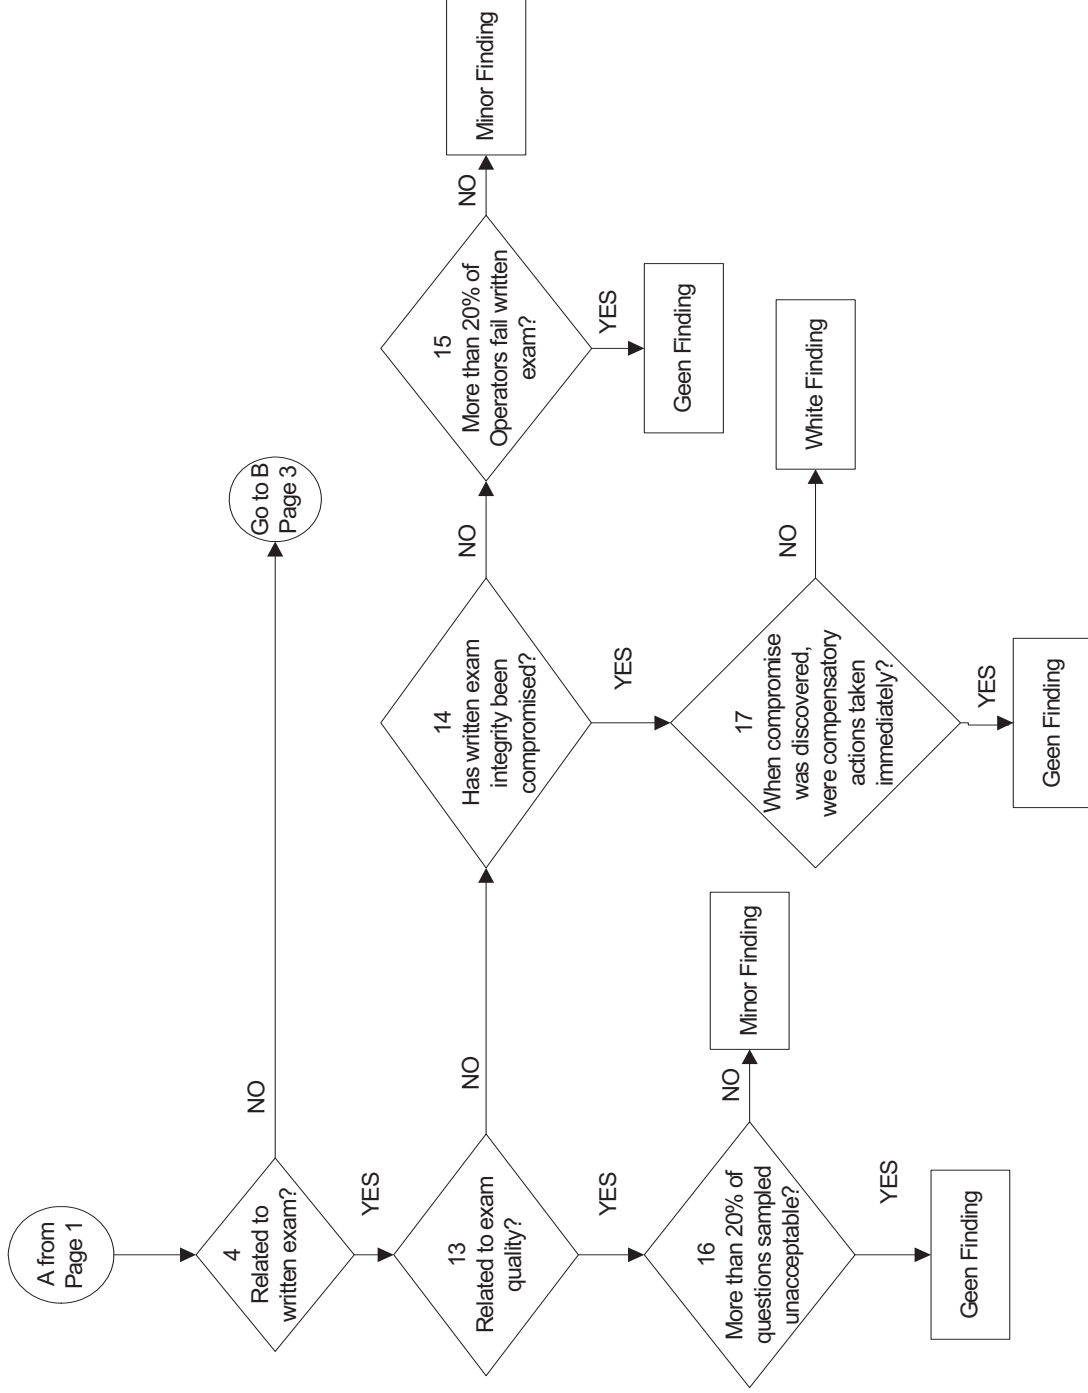 A from
Page 1
4
Related to
written exam?
NO
Go to B
Page 3
YES
13
Related to exam
quality?
NO
14
Has written exam
integrity been
compromised?
NO
15
More than 20% of
Operators fail written
exam?
NO
Minor Finding
YES
Geen Finding
YES
17
When compromise
was discovered,
were compensatory
actions taken
immediately?
NO
White Finding
YES
Geen Finding
YES
16
More than 20% of
questions sampled
unacceptable?
NO
Minor Finding
YES
Geen Finding